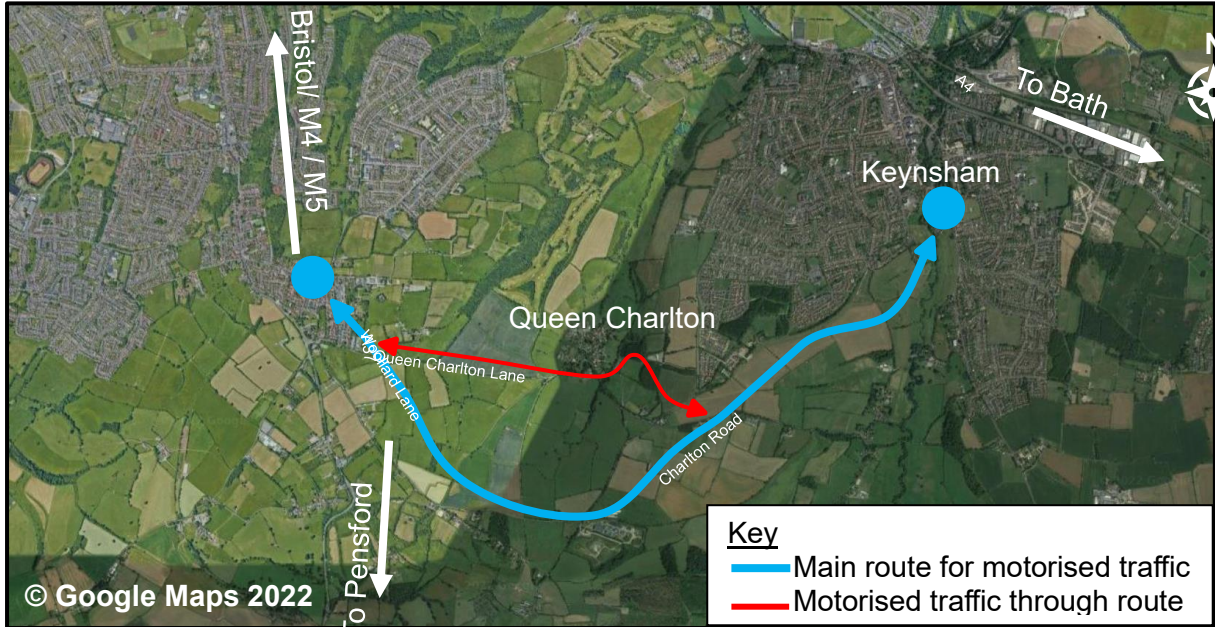 Bristol/ M4 / M5
N
A4
To Bath
Keynsham
Queen Charlton
Queen Charlton Lane
Woollard Lane
Charlton Road
To Pensford
Key
Main route for motorised traffic
Motorised traffic through route
© Google Maps 2022